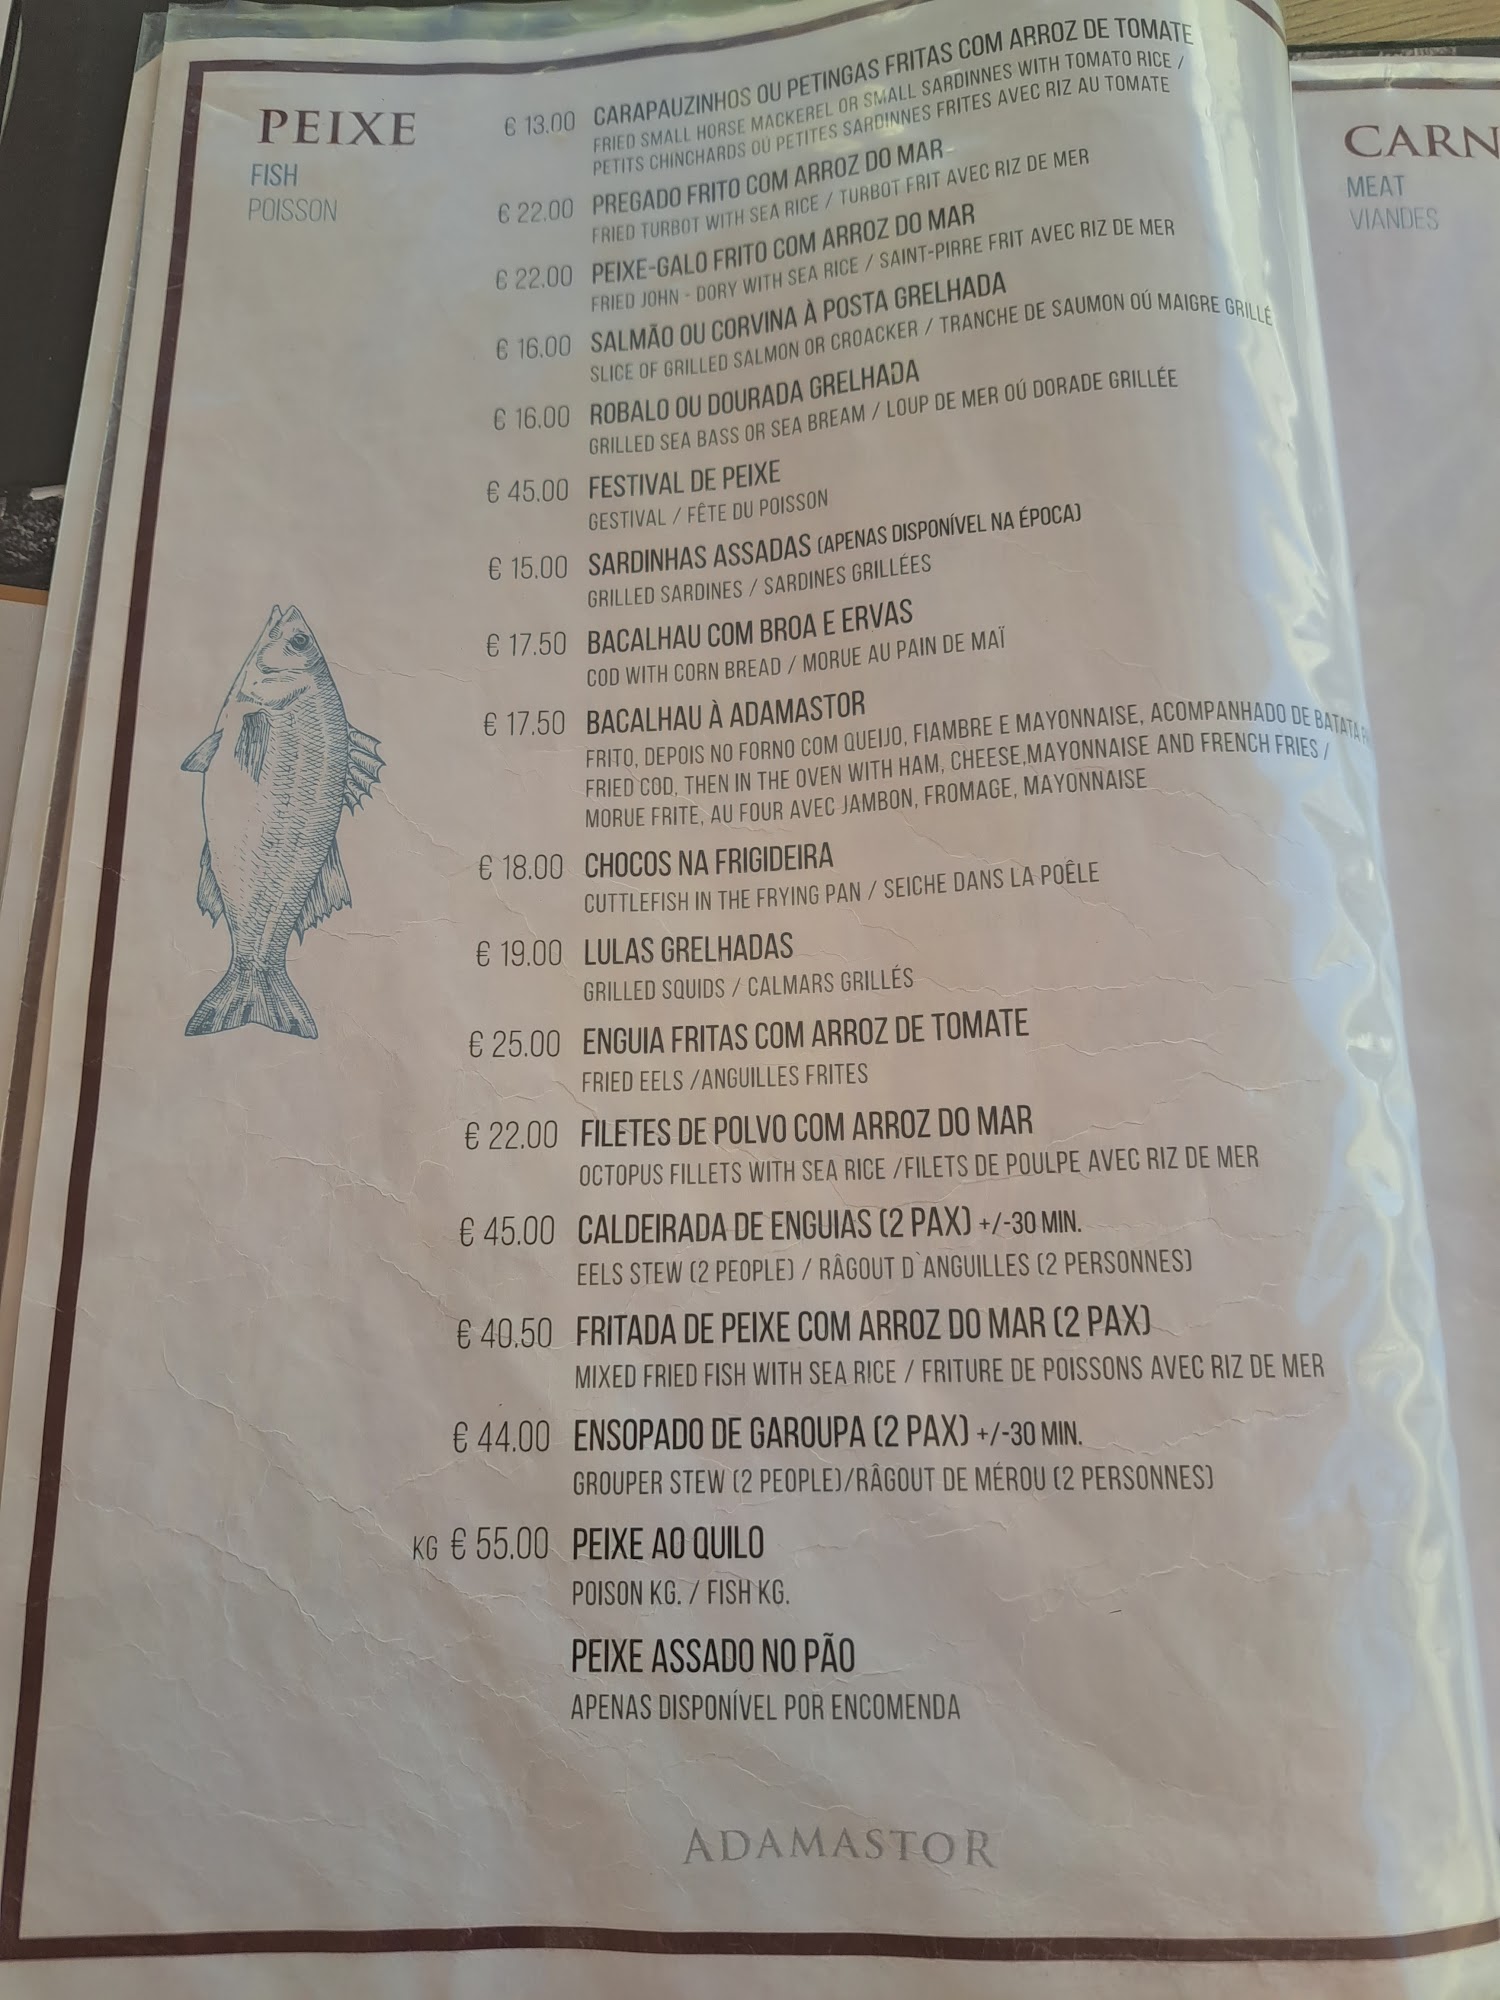 PEIXE
FISH
POISSON
€ 13.00 CARAPAUZINHOS OU PETINGAS FRITAS COM ARROZ DE TOMATE
FRIED SMALL HORSE MACKEREL OR SMALL SARDINNES WITH TOMATO RICE /
PETITS CHINCHARDS OÙ PETITES SARDINNES FRITES AVEC RIZ AU TOMATE
€ 22.00 PREGADO FRITO COM ARROZ DO MAR
FRIED TURBOT WITH SEA RICE / TURBOT FRIT AVEC RIZ DE MER
€ 22.00 PEIXE-GALO FRITO COM ARROZ DO MAR
FRIED JOHN - DORY WITH SEA RICE / SAINT-PIRRE FRIT AVEC RIZ DE MER
€ 16.00 SALMÃO OU CORVINA À POSTA GRELHADA
SLICE OF GRILLED SALMON OR CROACKER / TRANCHE DE SAUMON OÚ MAIGRE GRILLÉ
€ 16.00 ROBALO OU DOURADA GRELHADA
GRILLED SEA BASS OR SEA BREAM / LOUP DE MER OÚ DORADE GRILLÉE
€ 45.00 FESTIVAL DE PEIXE
GESTIVAL / FÊTE DU POISSON
€ 15.00 SARDINHAS ASSADAS (APENAS DISPONÍVEL NA ÉPOCA)
GRILLED SARDINES / SARDINES GRILLÉES
€ 17.50 BACALHAU COM BROA E ERVAS
COD WITH CORN BREAD / MORUE AU PAIN DE MAÏ
€ 17.50 BACALHAU À ADAMASTOR
FRITO, DEPOIS NO FORNO COM QUEIJO, FIAMBRE E MAYONNAISE, ACOMPANHADO DE BATATA
FRIED COD, THEN IN THE OVEN WITH HAM, CHEESE,MAYONNAISE AND FRENCH FRIES /
MORUE FRITE, AU FOUR AVEC JAMBON, FROMAGE, MAYONNAISE
€ 18.00 CHOCOS NA FRIGIDEIRA
CUTTLEFISH IN THE FRYING PAN / SEICHE DANS LA POÊLE
€ 19.00 LULAS GRELHADAS
GRILLED SQUIDS / CALMARS GRILLÉS
€ 25.00 ENGUIA FRITAS COM ARROZ DE TOMATE
FRIED EELS /ANGUILLES FRITES
€ 22.00 FILETES DE POLVO COM ARROZ DO MAR
OCTOPUS FILLETS WITH SEA RICE /FILETS DE POULPE AVEC RIZ DE MER
€ 45.00 CALDEIRADA DE ENGUIAS (2 PAX) +/-30 MIN.
EELS STEW (2 PEOPLE) / RÂGOUT D`ANGUILLES (2 PERSONNES)
€ 40.50 FRITADA DE PEIXE COM ARROZ DO MAR (2 PAX)
MIXED FRIED FISH WITH SEA RICE / FRITURE DE POISSONS AVEC RIZ DE MER
€ 44.00 ENSOPADO DE GAROUPA (2 PAX) +/-30 MIN.
GROUPER STEW (2 PEOPLE)/RÂGOUT DE MÉROU (2 PERSONNES)
KG € 55.00 PEIXE AO QUILO
POISON KG. / FISH KG.
PEIXE ASSADO NO PÃO
APENAS DISPONÍVEL POR ENCOMENDA
ADAMASTOR
CARN
MEAT
VIANDES